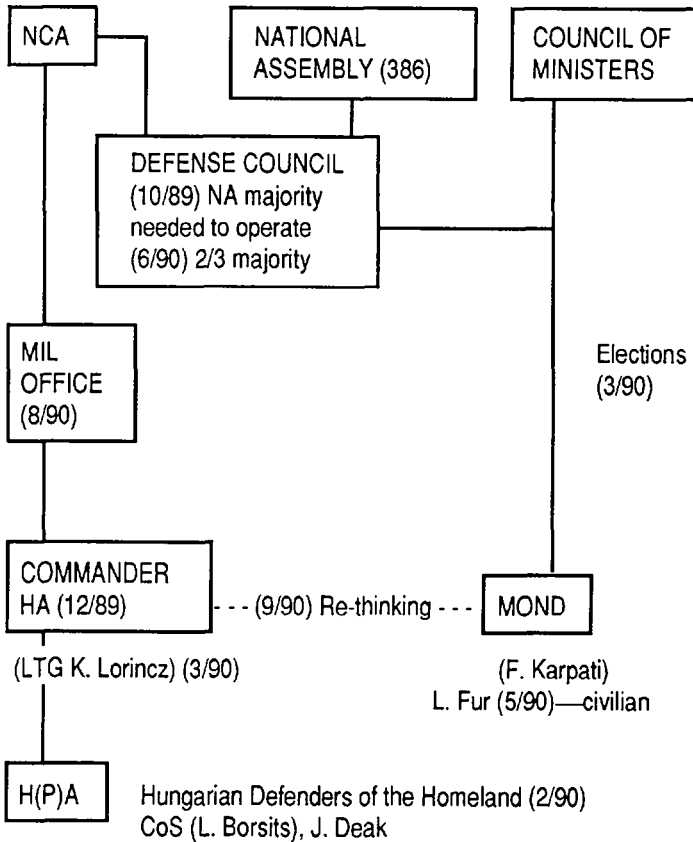 NCA
NATIONAL
ASSEMBLY (386)
COUNCIL OF
MINISTERS
DEFENSE COUNCIL
(10/89) NA majority
needed to operate
(6/90) 2/3 majority
MIL
OFFICE
(8/90)
Elections
(3/90)
COMMANDER
HA (12/89)
- - - (9/90) Re-thinking - - -
MOND
(LTG K. Lorincz) (3/90)
(F. Karpati)
L. Fur (5/90)—civilian
H(P)A
Hungarian Defenders of the Homeland (2/90)
CoS (L. Borsits), J. Deak